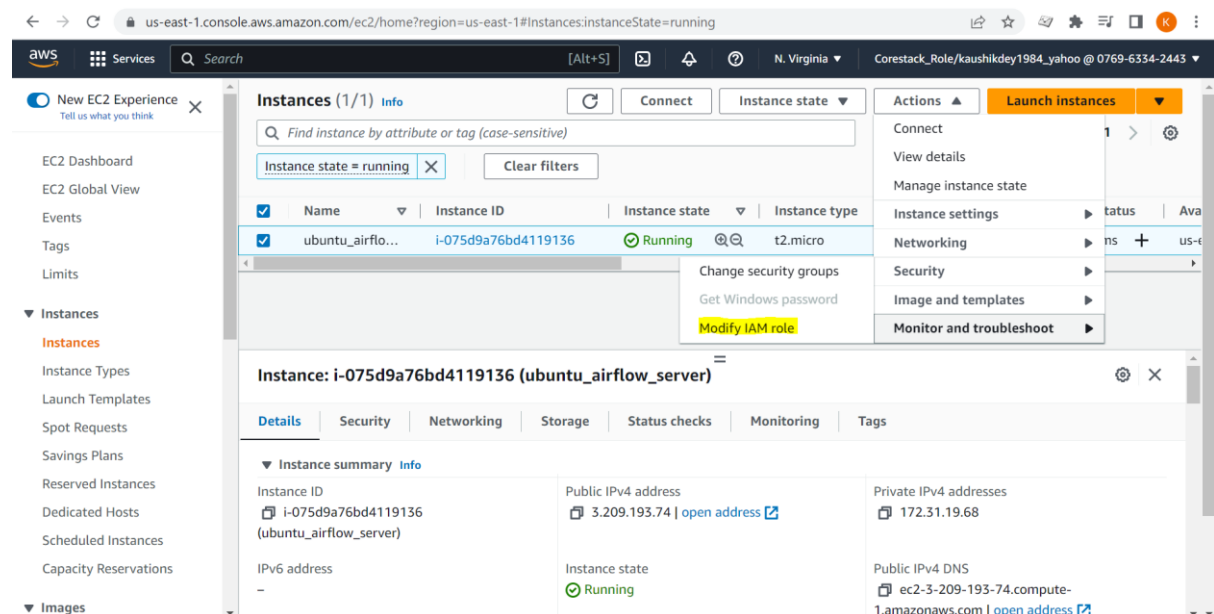 us-east-1.console.aws.amazon.com/ec2/home?region=us-east-1#Instances:instanceState=running
K
aws
Services
Search
[Alt+S]
N. Virginia
Corestack_Role/kaushikdey1984_yahoo @ 0769-6334-2443
New EC2 Experience
Tell us what you think
EC2 Dashboard
EC2 Global View
Events
Tags
Limits
Instances
Instances
Instance Types
Launch Templates
Spot Requests
Savings Plans
Reserved Instances
Dedicated Hosts
Scheduled Instances
Capacity Reservations
Images
Instances (1/1) Info
Connect
Instance state
Actions
Launch instances
Find instance by attribute or tag (case-sensitive)
1
Instance state = running
Clear filters
Name
Instance ID
Instance state
Instance type
tatus
Ava
ubuntu_airflo...
i-075d9a76bd4119136
Running
t2.micro
ms
us-e
Connect
View details
Manage instance state
Instance settings
Networking
Security
Image and templates
Monitor and troubleshoot
Change security groups
Get Windows password
Modify IAM role
Instance: i-075d9a76bd4119136 (ubuntu_airflow_server)
Details
Security
Networking
Storage
Status checks
Monitoring
Tags
Instance summary Info
Instance ID
i-075d9a76bd4119136
(ubuntu_airflow_server)
Public IPv4 address
3.209.193.74 | open address
Private IPv4 addresses
172.31.19.68
IPv6 address
–
Instance state
Running
Public IPv4 DNS
ec2-3-209-193-74.compute-
1.amazonaws.com | open address